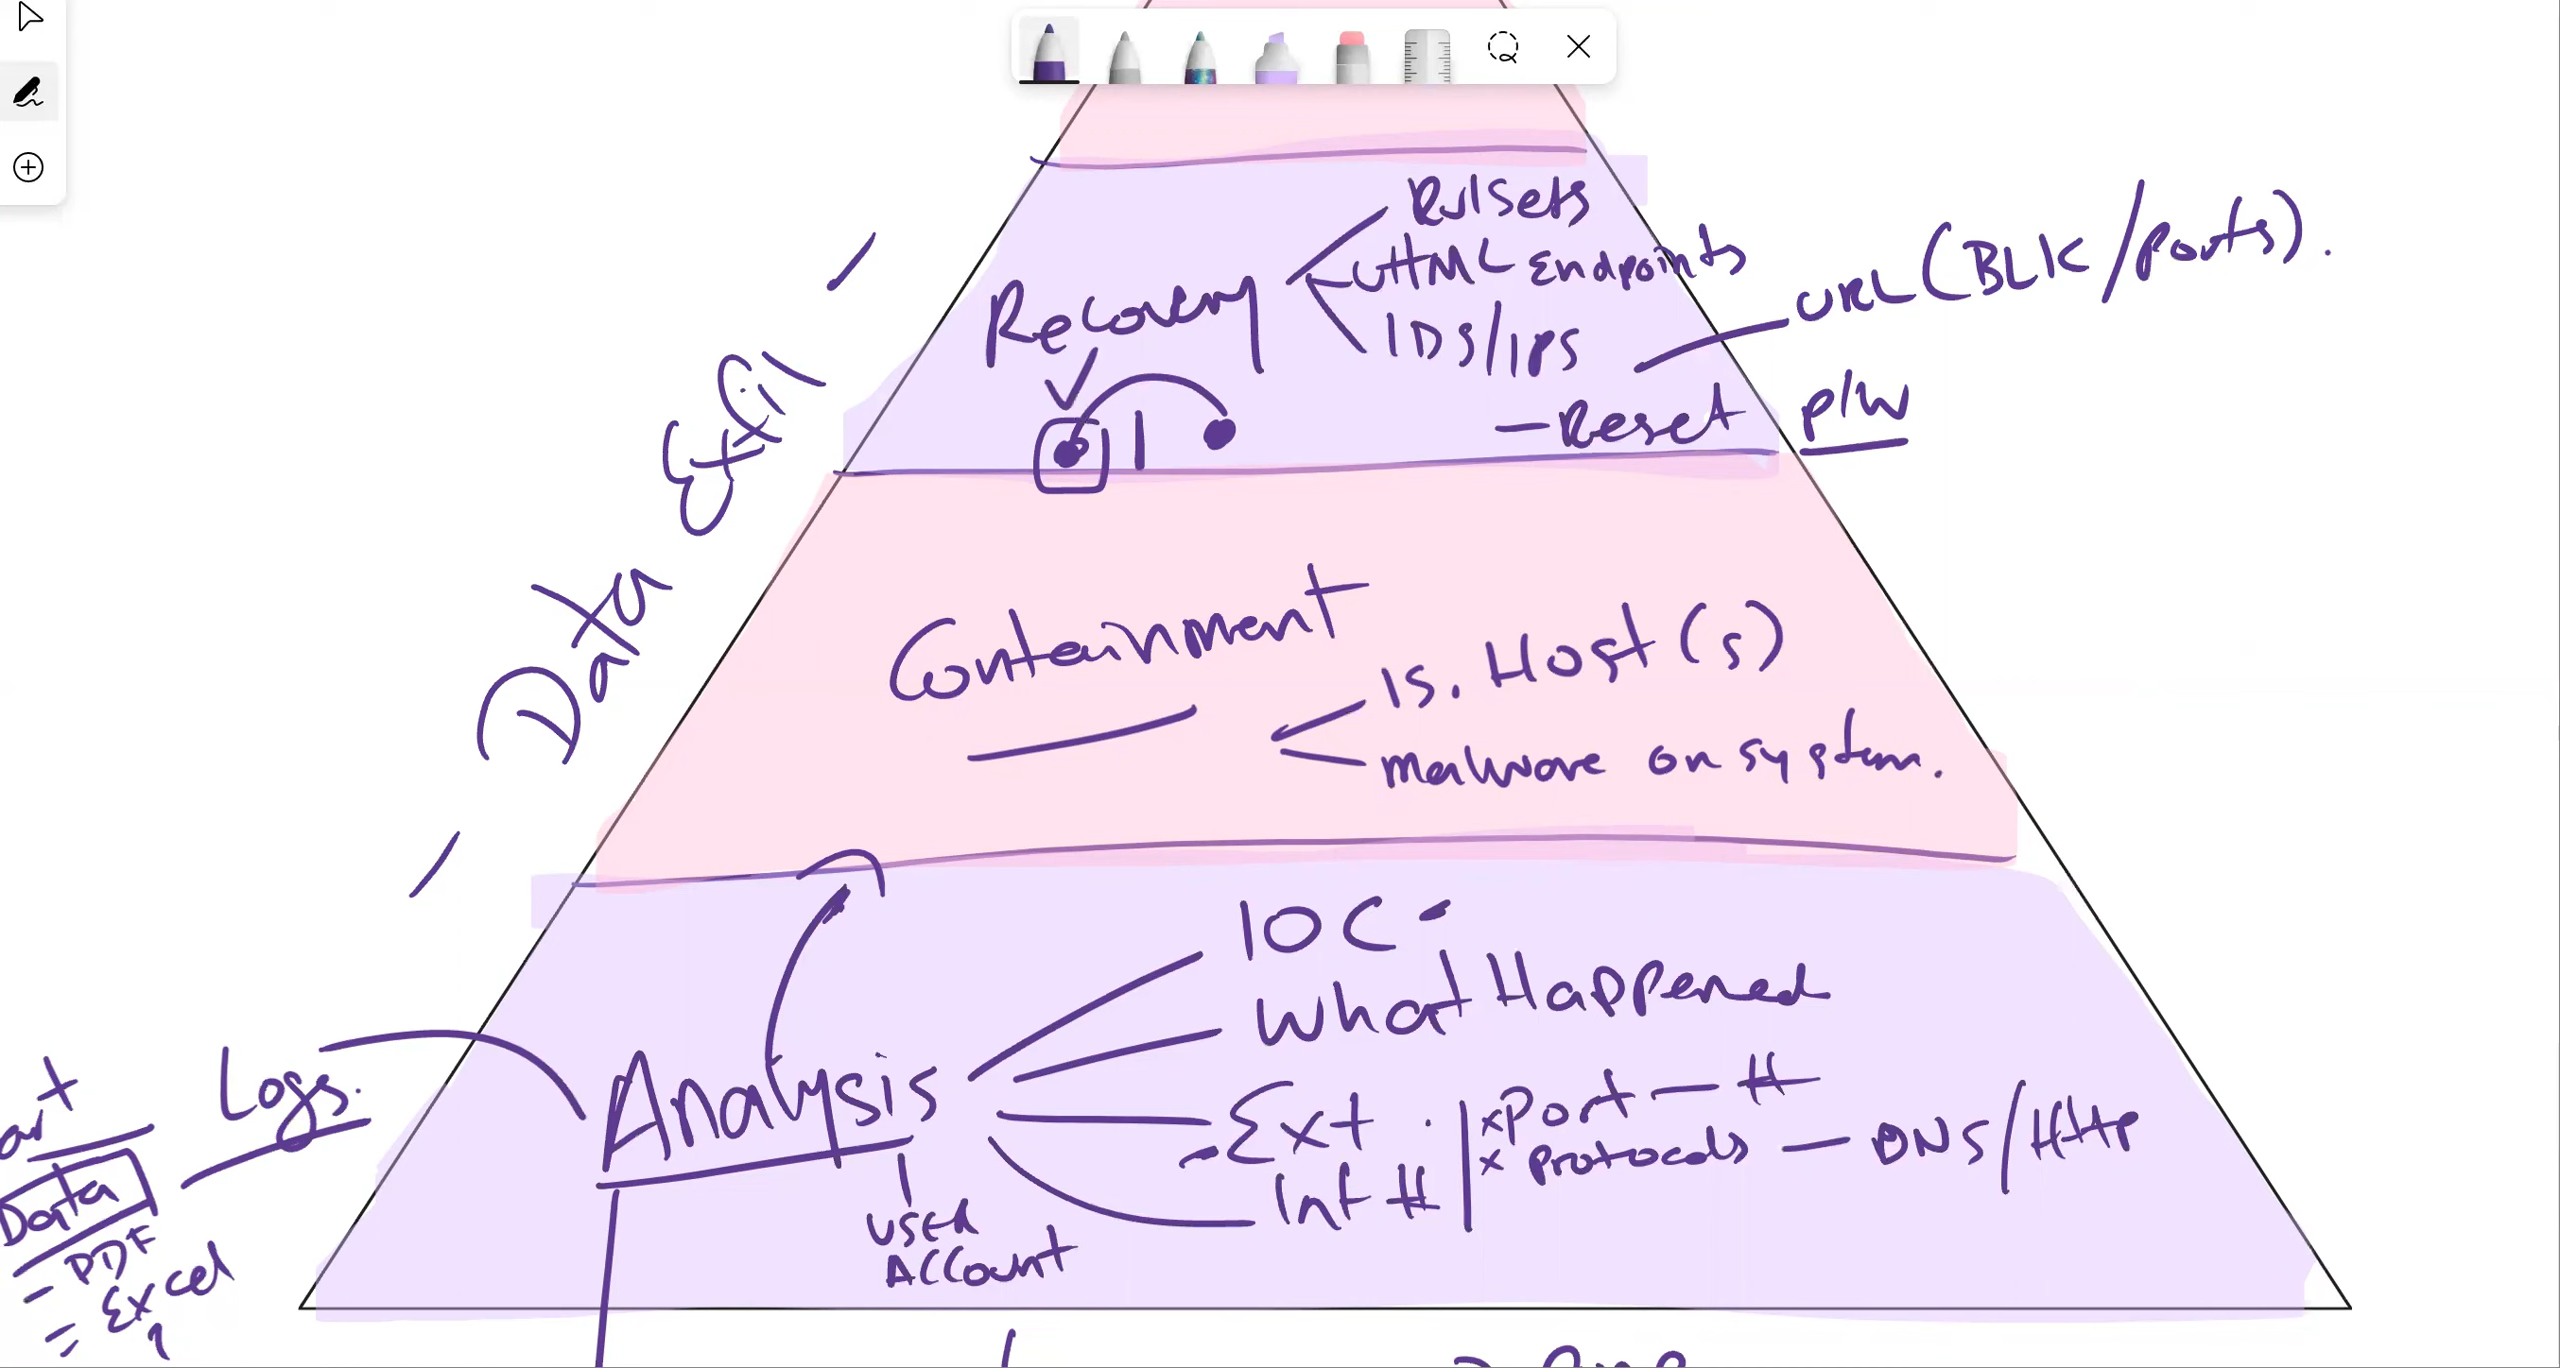 Rulsets
HTML Endpoints
Recovery
IDS/IPS
URL (BLK/Ports).
- Reset P/W
Data Exfil
Containment
Is. Host(s)
malware on system.
IOC
What Happened
Analysis
Ext
Int #
xPort - #
x protocols - DNS/Http
User
Account
Logs.
Data
- PDF
= Excel